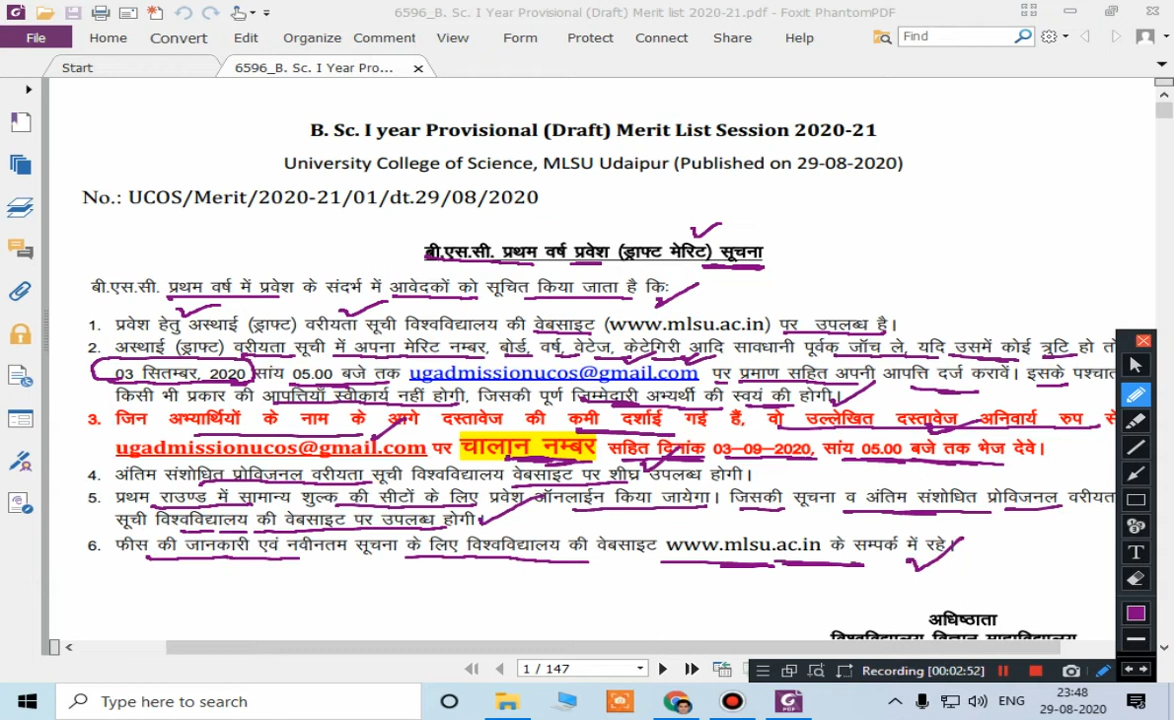 6596_B. Sc. I Year Provisional (Draft) Merit list 2020-21.pdf - Foxit PhantomPDF
File Home Convert Edit Organize Comment View Form Protect Connect Share Help Find
Start 6596_B. Sc. I Year Pro...
B. Sc. I year Provisional (Draft) Merit List Session 2020-21
University College of Science, MLSU Udaipur (Published on 29-08-2020)
No.: UCOS/Merit/2020-21/01/dt.29/08/2020
बी.एस.सी. प्रथम वर्ष प्रवेश (ड्राफ्ट मेरिट) सूचना
बी.एस.सी. प्रथम वर्ष में प्रवेश के संदर्भ में आवेदकों को सूचित किया जाता है कि:
1. प्रवेश हेतु अस्थाई (ड्राफ्ट) वरीयता सूची विश्वविद्यालय की वेबसाइट (www.mlsu.ac.in) पर उपलब्ध है।
2. अस्थाई (ड्राफ्ट) वरीयता सूची में अपना मेरिट नम्बर, बोर्ड, वर्ष, वेटेज, केटेगिरी आदि सावधानी पूर्वक जाँच ले, यदि उसमें कोई त्रुटि हो तो
03 सितम्बर, 2020 सांय 05.00 बजे तक ugadmissionucos@gmail.com पर प्रमाण सहित अपनी आपत्ति दर्ज करावें। इसके पश्चात
किसी भी प्रकार की आपत्तियाँ स्वीकार्य नहीं होगी, जिसकी पूर्ण जिम्मेदारी अभ्यर्थी की स्वयं की होगी।
3. जिन अभ्यार्थियों के नाम के आगे दस्तावेज की कमी दर्शाई गई हैं, वो उल्लेखित दस्तावेज अनिवार्य रुप से
ugadmissionucos@gmail.com पर चालान नम्बर सहित दिनांक 03-09-2020, सांय 05.00 बजे तक भेज देवे।
4. अंतिम संशोधित प्रोविजनल वरीयता सूची विश्वविद्यालय वेबसाइट पर शीघ्र उपलब्ध होगी।
5. प्रथम राउण्ड में सामान्य शुल्क की सीटों के लिए प्रवेश ऑनलाईन किया जायेगा। जिसकी सूचना व अंतिम संशोधित प्रोविजनल वरीयता
सूची विश्वविद्यालय की वेबसाइट पर उपलब्ध होगी।
6. फीस की जानकारी एवं नवीनतम सूचना के लिए विश्वविद्यालय की वेबसाइट www.mlsu.ac.in के सम्पर्क में रहे।
अधिष्ठाता
1 / 147
Recording [00:02:52]
Type here to search
ENG
23:48
29-08-2020